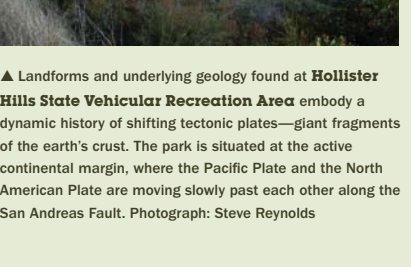 ▲ Landforms and underlying geology found at Hollister
Hills State Vehicular Recreation Area embody a
dynamic history of shifting tectonic plates—giant fragments
of the earth's crust. The park is situated at the active
continental margin, where the Pacific Plate and the North
American Plate are moving slowly past each other along the
San Andreas Fault. Photograph: Steve Reynolds